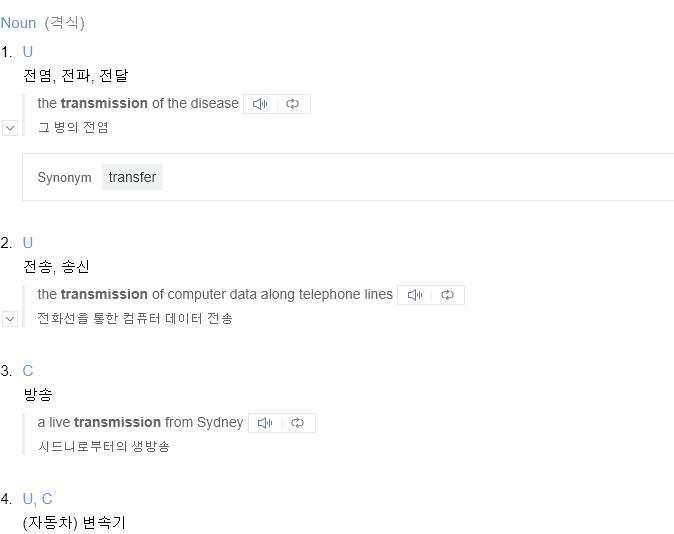 Noun (격식)
1. U
전염, 전파, 전달
the transmission of the disease
그 병의 전염
Synonym transfer
2. U
전송, 송신
the transmission of computer data along telephone lines
전화선을 통한 컴퓨터 데이터 전송
3. C
방송
a live transmission from Sydney
시드니로부터의 생방송
4. U, C
(자동차) 변속기